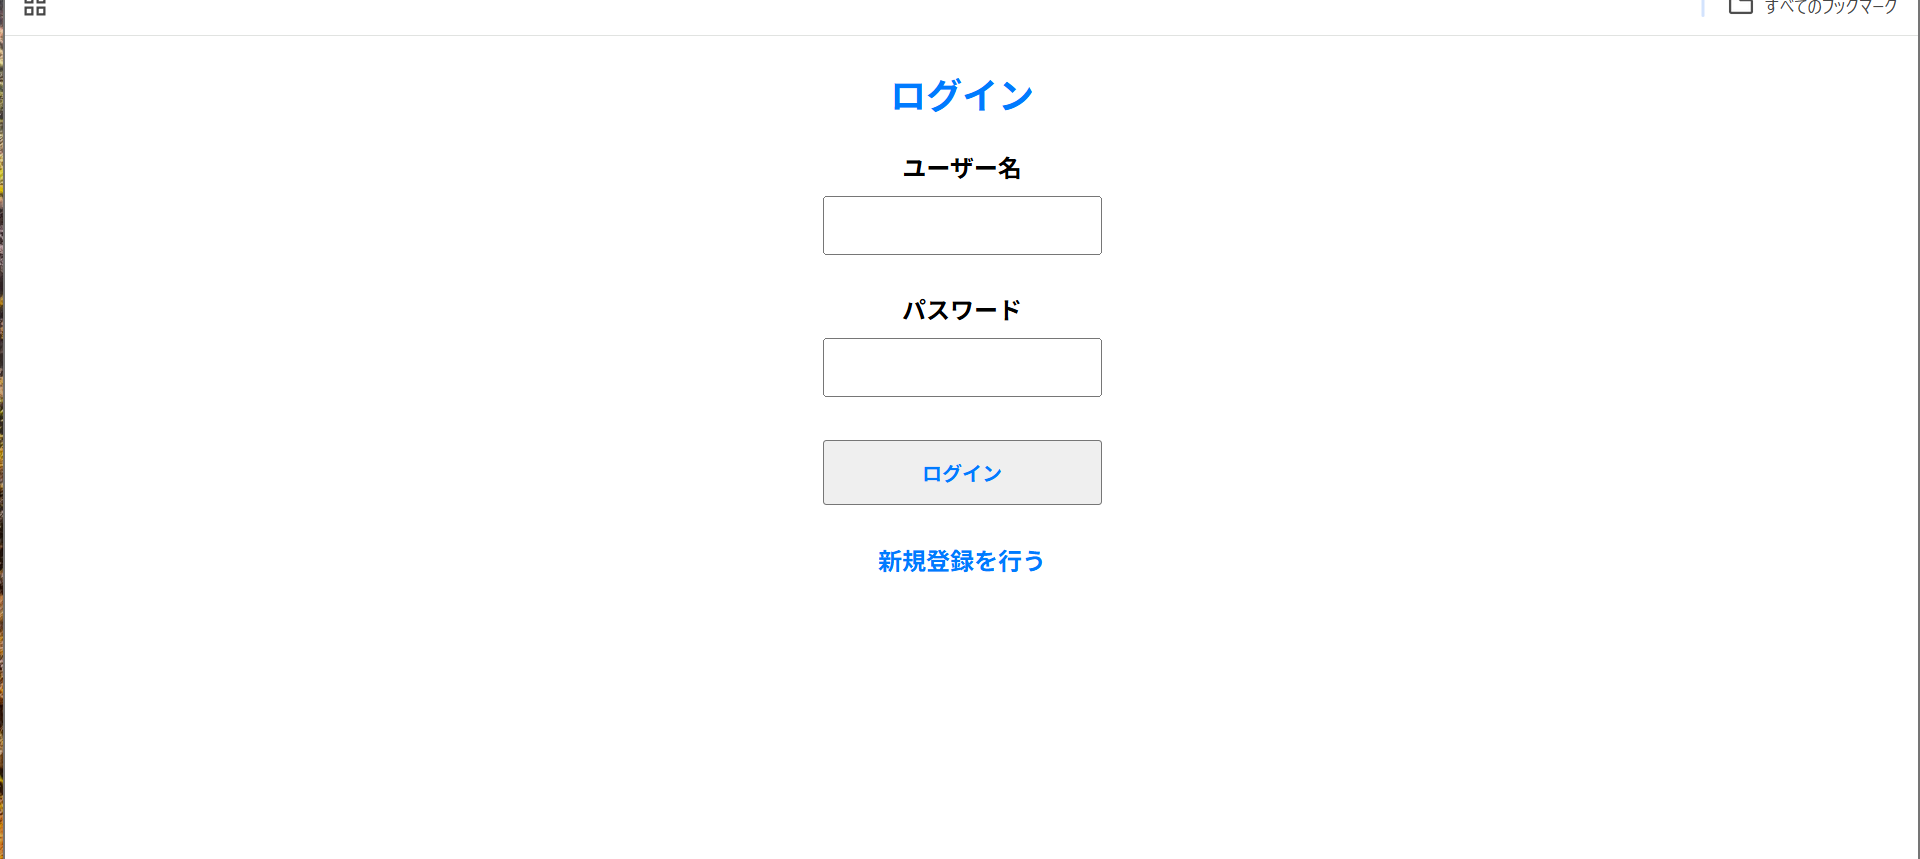 すべてのブックマーク
ログイン
ユーザー名
パスワード
ログイン
新規登録を行う